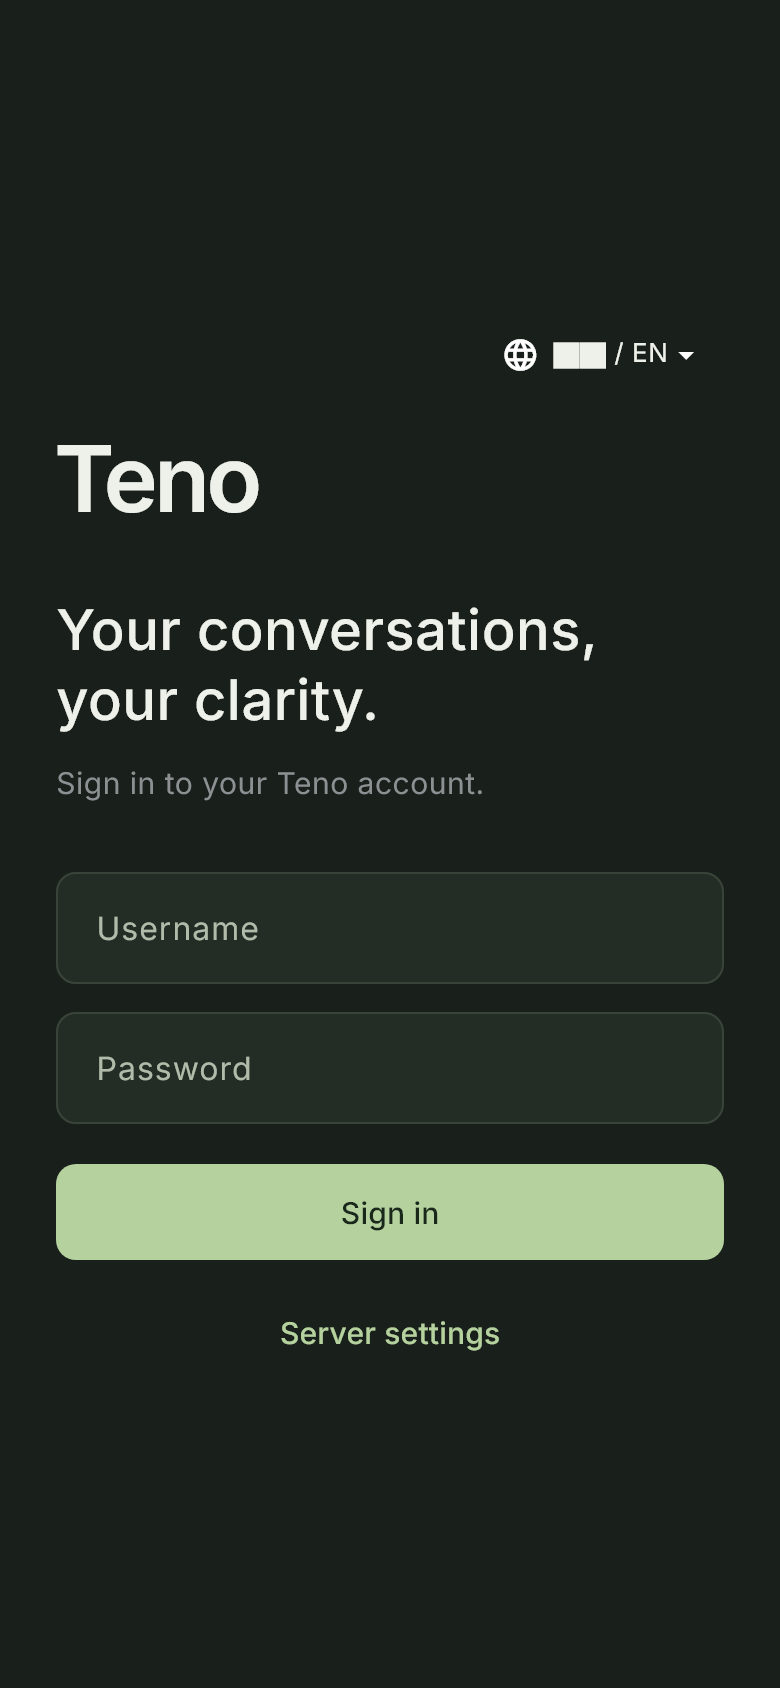 / EN
Teno
Your conversations,
your clarity.
Sign in to your Teno account.
Username
Password
Sign in
Server settings